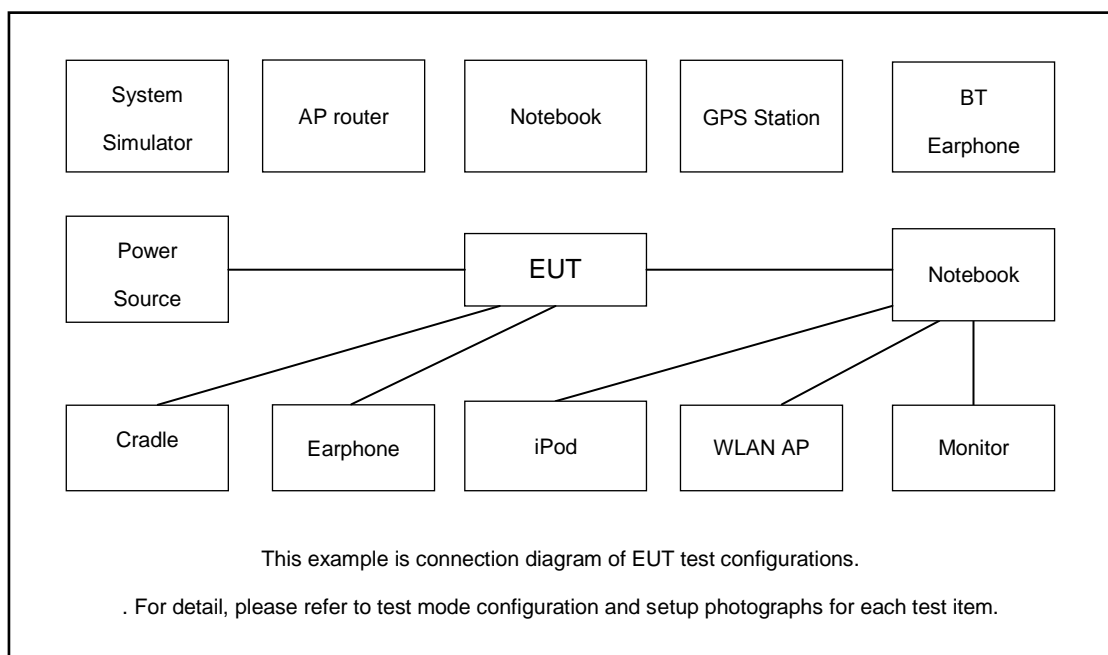 System
Simulator
AP router
Notebook
GPS Station
BT
Earphone
Power
Source
EUT
Notebook
Cradle
Earphone
iPod
WLAN AP
Monitor
This example is connection diagram of EUT test configurations.
. For detail, please refer to test mode configuration and setup photographs for each test item.